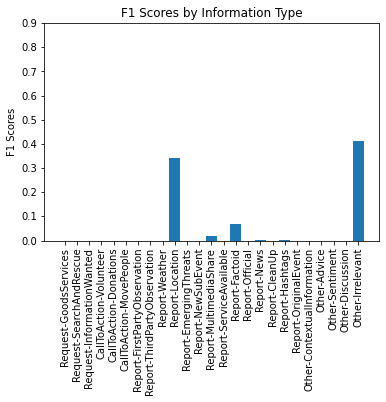 F1 Scores by Information Type
F1 Scores
0.9
0.8
0.7
0.6
0.5
0.4
0.3
0.2
0.1
0.0
Request-GoodsServices
Request-SearchAndRescue
Request-InformationWanted
CallToAction-Volunteer
CallToAction-Donations
CallToAction-MovePeople
Report-FirstPartyObservation
Report-ThirdPartyObservation
Report-Weather
Report-Location
Report-EmergingThreats
Report-NewSubEvent
Report-MultimediaShare
Report-ServiceAvailable
Report-Factoid
Report-Official
Report-News
Report-CleanUp
Report-Hashtags
Report-OriginalEvent
Other-ContextualInformation
Other-Advice
Other-Sentiment
Other-Discussion
Other-Irrelevant